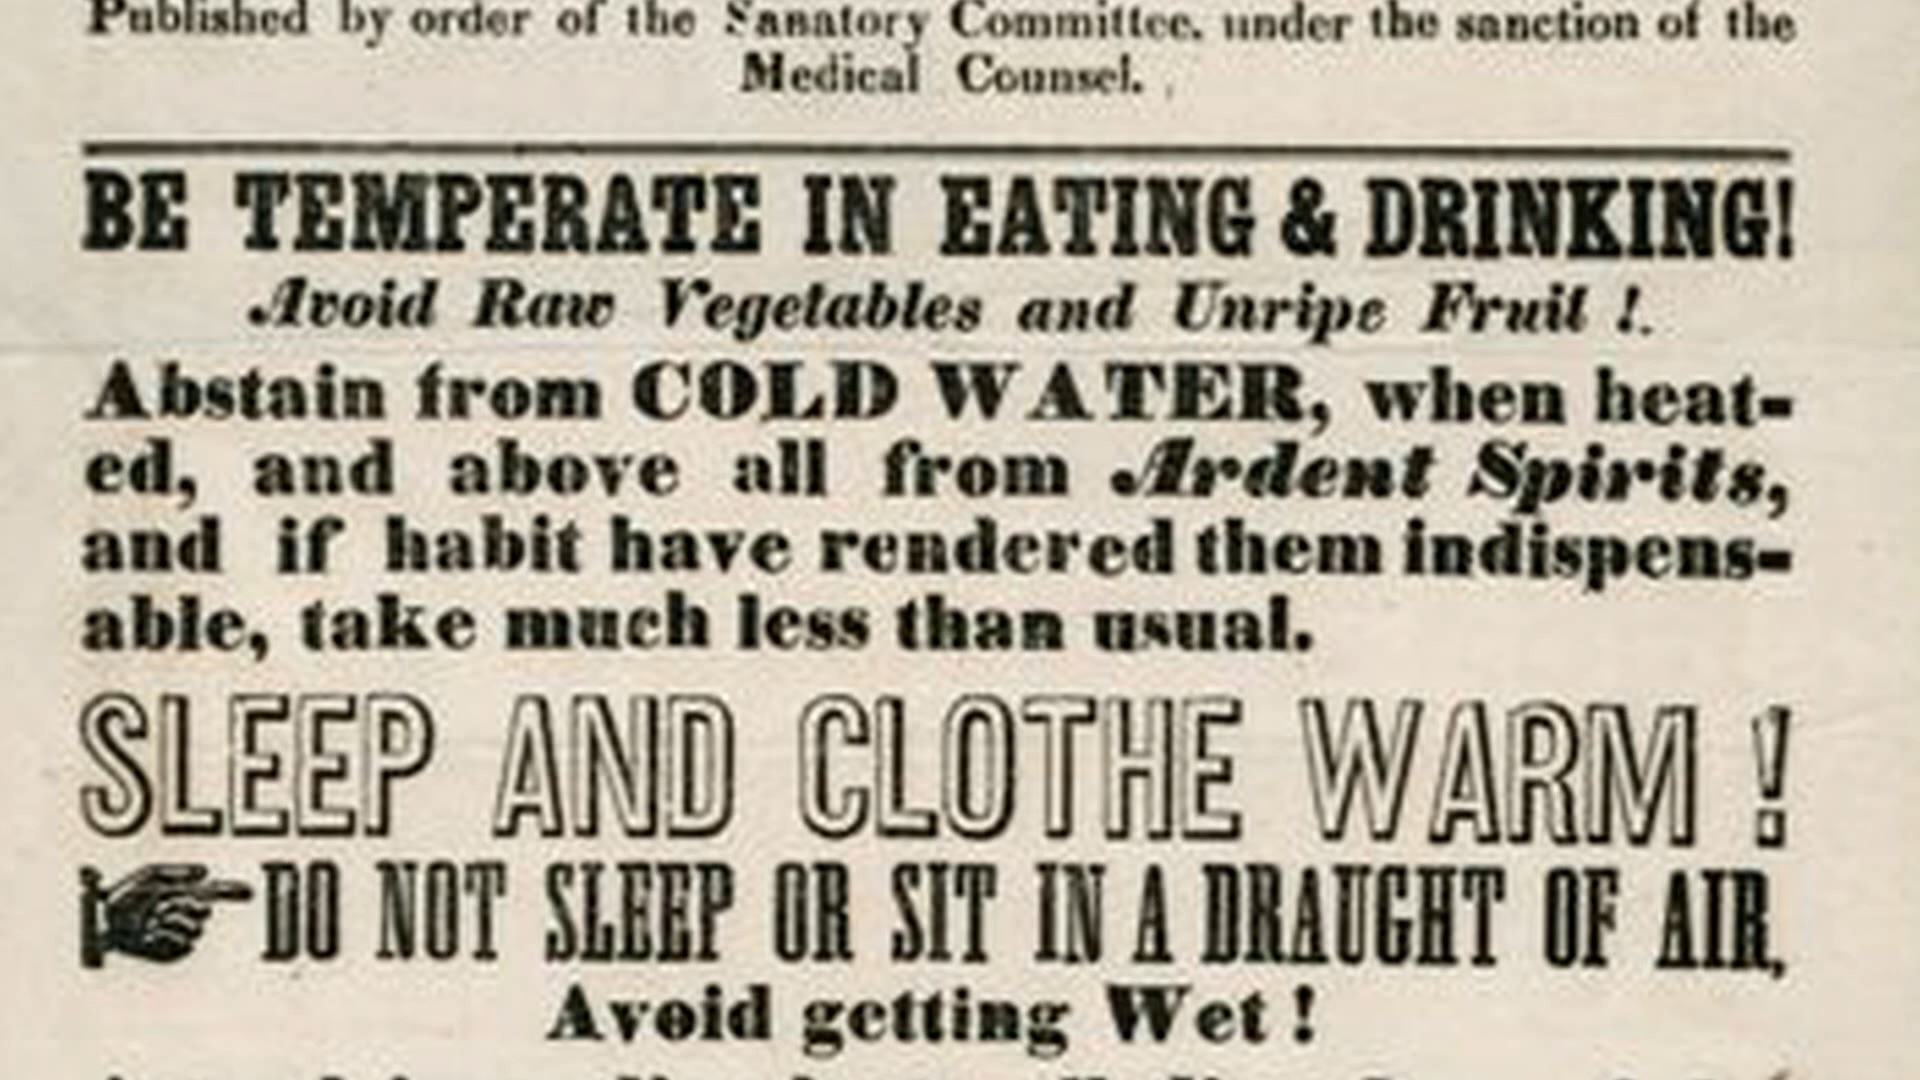 Published by order of the Sanatory Committee, under the sanction of the
Medical Counsel.
BE TEMPERATE IN EATING & DRINKING!
Avoid Raw Vegetables and Unripe Fruit !
Abstain from COLD WATER, when heat-
ed, and above all from Ardent Spirits,
and if habit have rendered them indispens-
able, take much less than usual.
SLEEP AND CLOTHE WARM !
DO NOT SLEEP OR SIT IN A DRAUGHT OF AIR,
Avoid getting Wet !